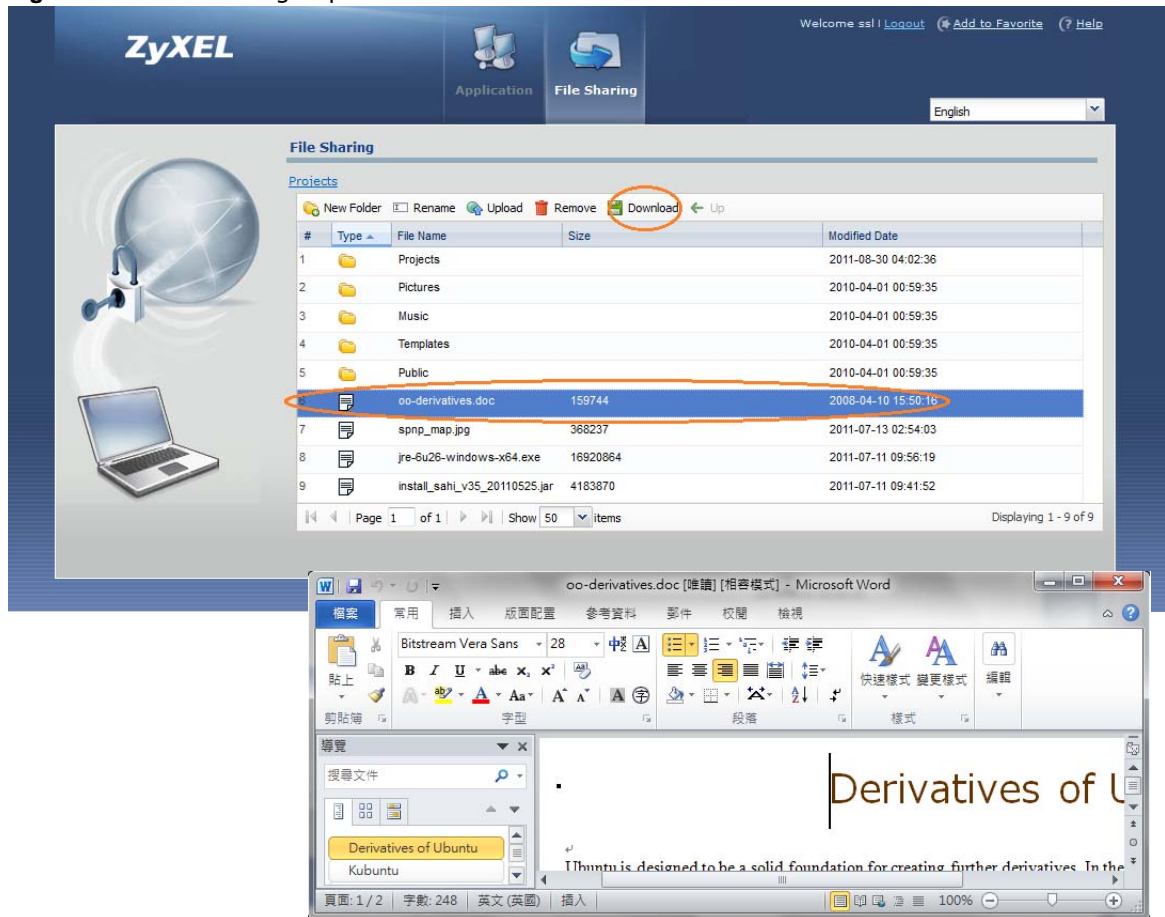 ZyXEL
Welcome ssl | Logout Add to Favorite Help
Application File Sharing
English
File Sharing
Projects
New Folder Rename Upload Remove Download Up
# Type File Name Size Modified Date
1 Projects 2011-08-30 04:02:36
2 Pictures 2010-04-01 00:59:35
3 Music 2010-04-01 00:59:35
4 Templates 2010-04-01 00:59:35
5 Public 2010-04-01 00:59:35
6 oo-derivatives.doc 159744 2008-04-10 15:50:16
7 spnp_map.jpg 368237 2011-07-13 02:54:03
8 jre-6u26-windows-x64.exe 16920864 2011-07-11 09:56:19
9 install_sahi_v35_20110525.jar 4183870 2011-07-11 09:41:52
Page 1 of 1 Show 50 items Displaying 1 - 9 of 9
oo-derivatives.doc [唯讀] [相容模式] - Microsoft Word
檔案 常用 插入 版面配置 參考資料 郵件 校閱 檢視
Bitstream Vera Sans 28
貼上 快速樣式 變更樣式 編輯
剪貼簿 字型 段落 樣式
導覽
搜尋文件
Derivatives of U
Derivatives of Ubuntu
Kubuntu
Ubuntu is designed to be a solid foundation for creating further derivatives. In the
頁面: 1 / 2 字數: 248 英文 (英國) 插入 100%